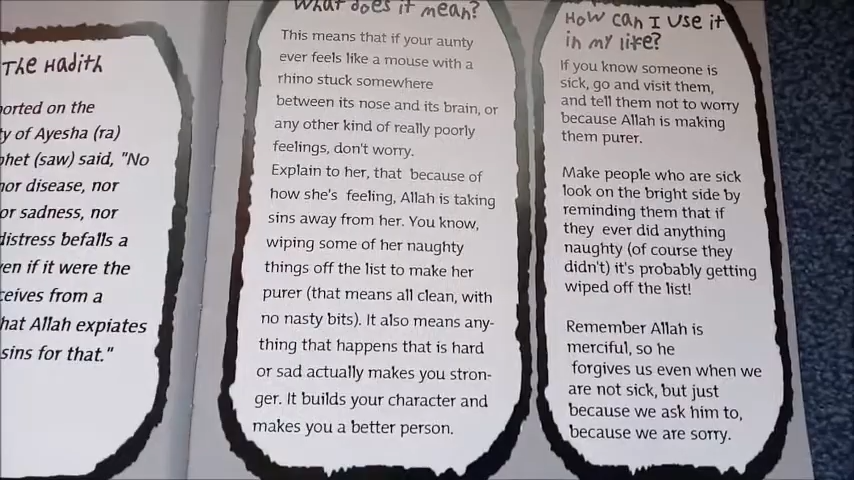 The Hadith
orted on the
y of Ayesha (ra)
phet (saw) said, "No
nor disease, nor
or sadness, nor
distress befalls a
en if it were the
ceives from a
hat Allah expiates
sins for that."
What does it mean?
This means that if your aunty
ever feels like a mouse with a
rhino stuck somewhere
between its nose and its brain, or
any other kind of really poorly
feelings, don't worry.
Explain to her, that because of
how she's feeling, Allah is taking
sins away from her. You know,
wiping some of her naughty
things off the list to make her
purer (that means all clean, with
no nasty bits). It also means any-
thing that happens that is hard
or sad actually makes you stron-
ger. It builds your character and
makes you a better person.
How can I use it
in my life?
If you know someone is
sick, go and visit them,
and tell them not to worry
because Allah is making
them purer.
Make people who are sick
look on the bright side by
reminding them that if
they ever did anything
naughty (of course they
didn't) it's probably getting
wiped off the list!
Remember Allah is
merciful, so he
forgives us even when we
are not sick, but just
because we ask him to,
because we are sorry.